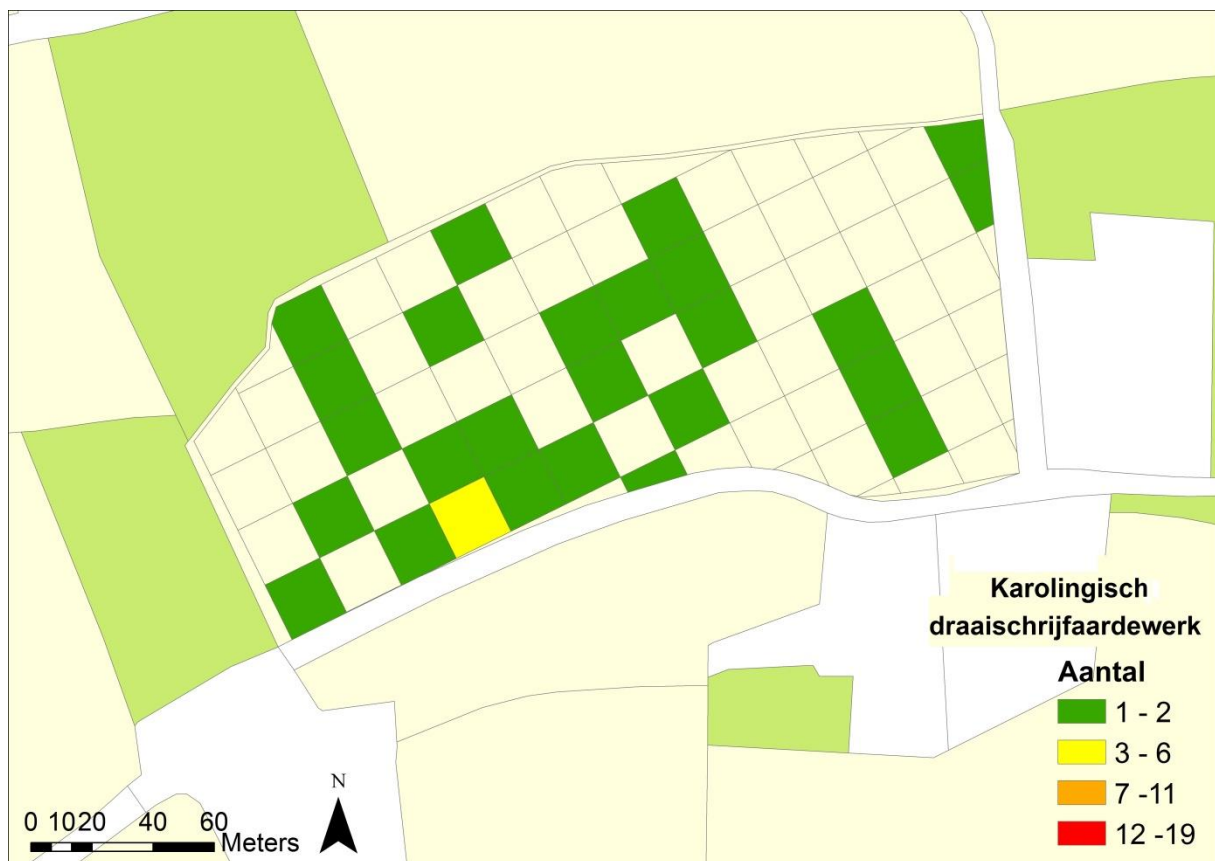 Karolingisch
draaischrijfaardewerk
Aantal
1 - 2
3 - 6
7 -11
12 -19
N
0 10 20 40 60
Meters